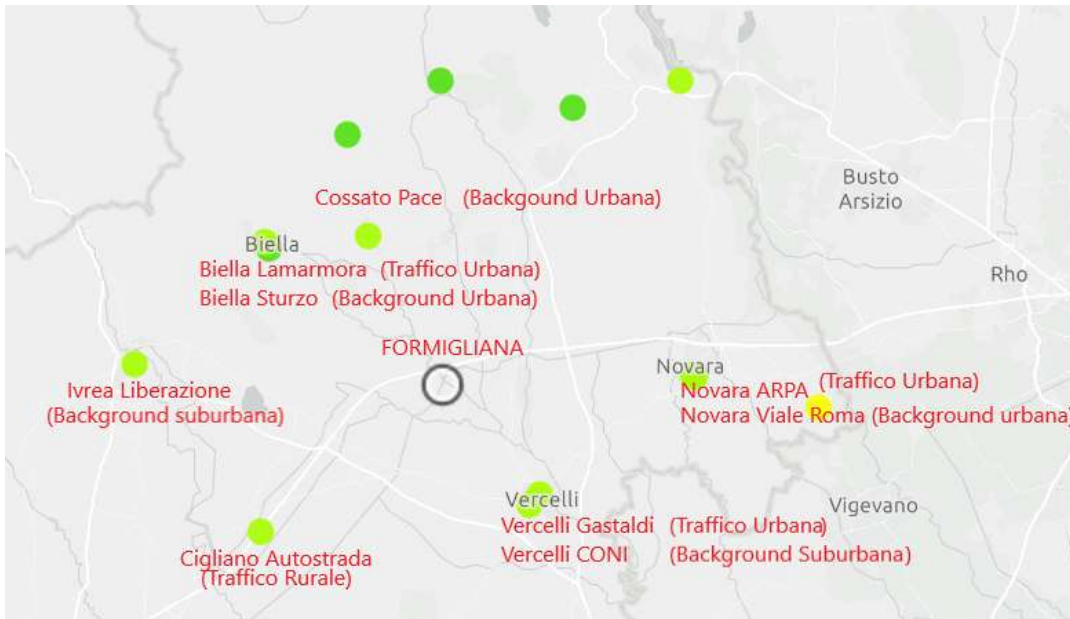 Busto
Arsizio
Cossato Pace (Backgound Urbana)
Biella
Rho
Biella Lamarmora (Traffico Urbana)
Biella Sturzo (Background Urbana)
FORMIGLIANA
Novara
Ivrea Liberazione
(Background suburbana)
Novara ARPA (Traffico Urbana)
Novara Viale Roma (Background urbana)
Vercelli
Vigevano
Vercelli Gastaldi (Traffico Urbana)
Vercelli CONI (Background Suburbana)
Cigliano Autostrada
(Traffico Rurale)